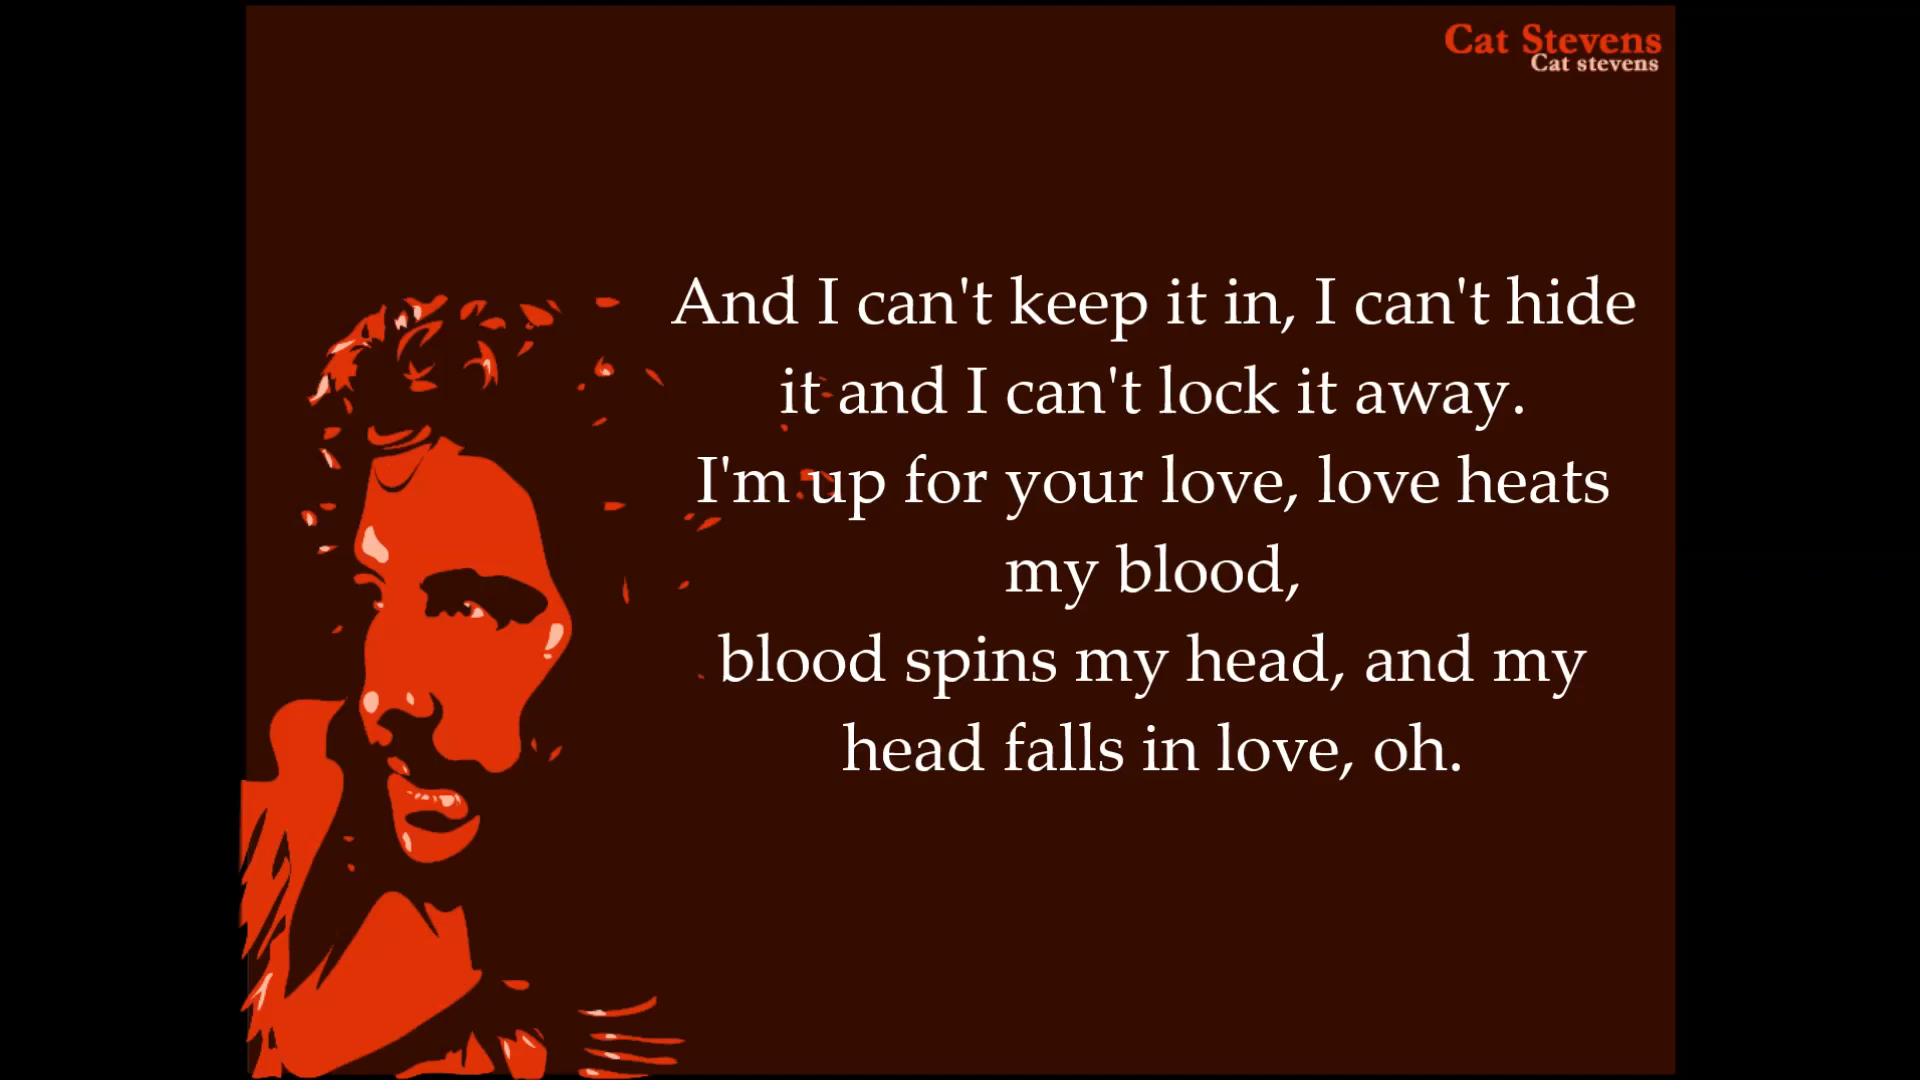 Cat Stevens
Cat stevens
And I can't keep it in, I can't hide
it and I can't lock it away.
I'm up for your love, love heats
my blood,
blood spins my head, and my
head falls in love, oh.